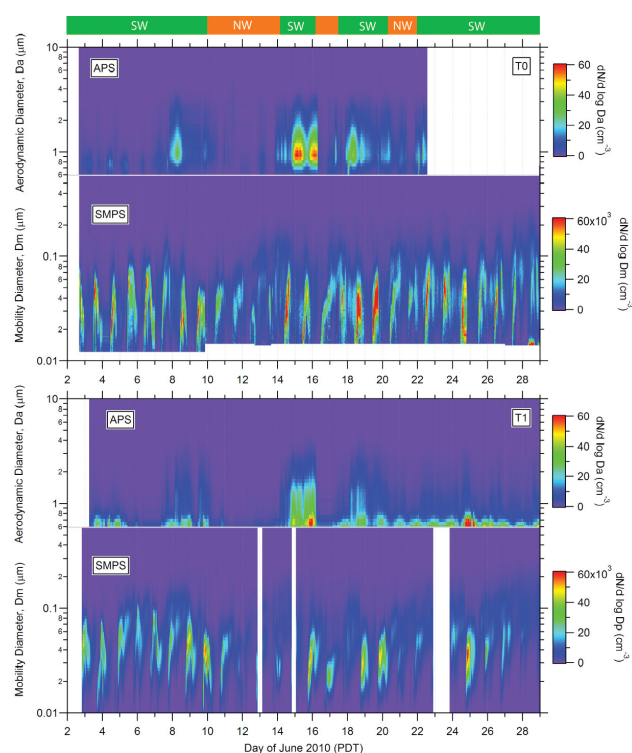 SW NW SW SW NW SW
10
8
6
4
2
1
8
6
APS
T0
Aerodynamic Diameter, Da (µm)
60
40
20
0
dN/d log Da (cm⁻³)
4
2
0.1
8
6
4
2
0.01
SMPS
Mobility Diameter, Dm (µm)
60x10³
40
20
0
dN/d log Dm (cm⁻³)
2 4 6 8 10 12 14 16 18 20 22 24 26 28
10
8
6
4
2
1
8
6
APS
T1
Aerodynamic Diameter, Da (µm)
60
40
20
0
dN/d log Da (cm⁻³)
4
2
0.1
8
6
4
2
0.01
SMPS
Mobility Diameter, Dm (µm)
60x10³
40
20
0
dN/d log Dp (cm⁻³)
2 4 6 8 10 12 14 16 18 20 22 24 26 28
Day of June 2010 (PDT)